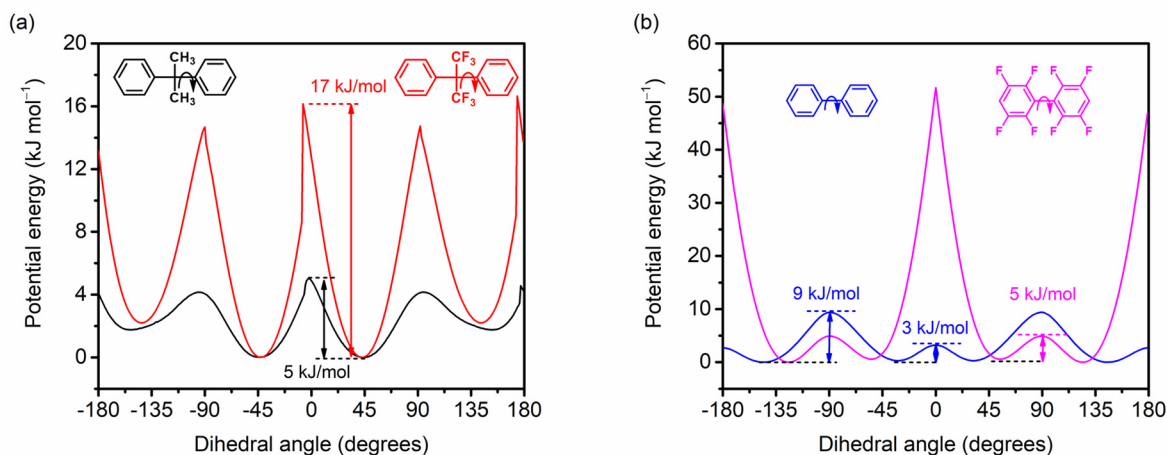 (a)
20
16
12
8
4
0
Potential energy (kJ mol⁻¹)
CH₃
CH₃
CF₃
CF₃
17 kJ/mol
5 kJ/mol
-180 -135 -90 -45 0 45 90 135 180
Dihedral angle (degrees)
(b)
60
50
40
30
20
10
0
Potential energy (kJ mol⁻¹)
F F
F F
F F
F F
9 kJ/mol
3 kJ/mol
5 kJ/mol
-180 -135 -90 -45 0 45 90 135 180
Dihedral angle (degrees)